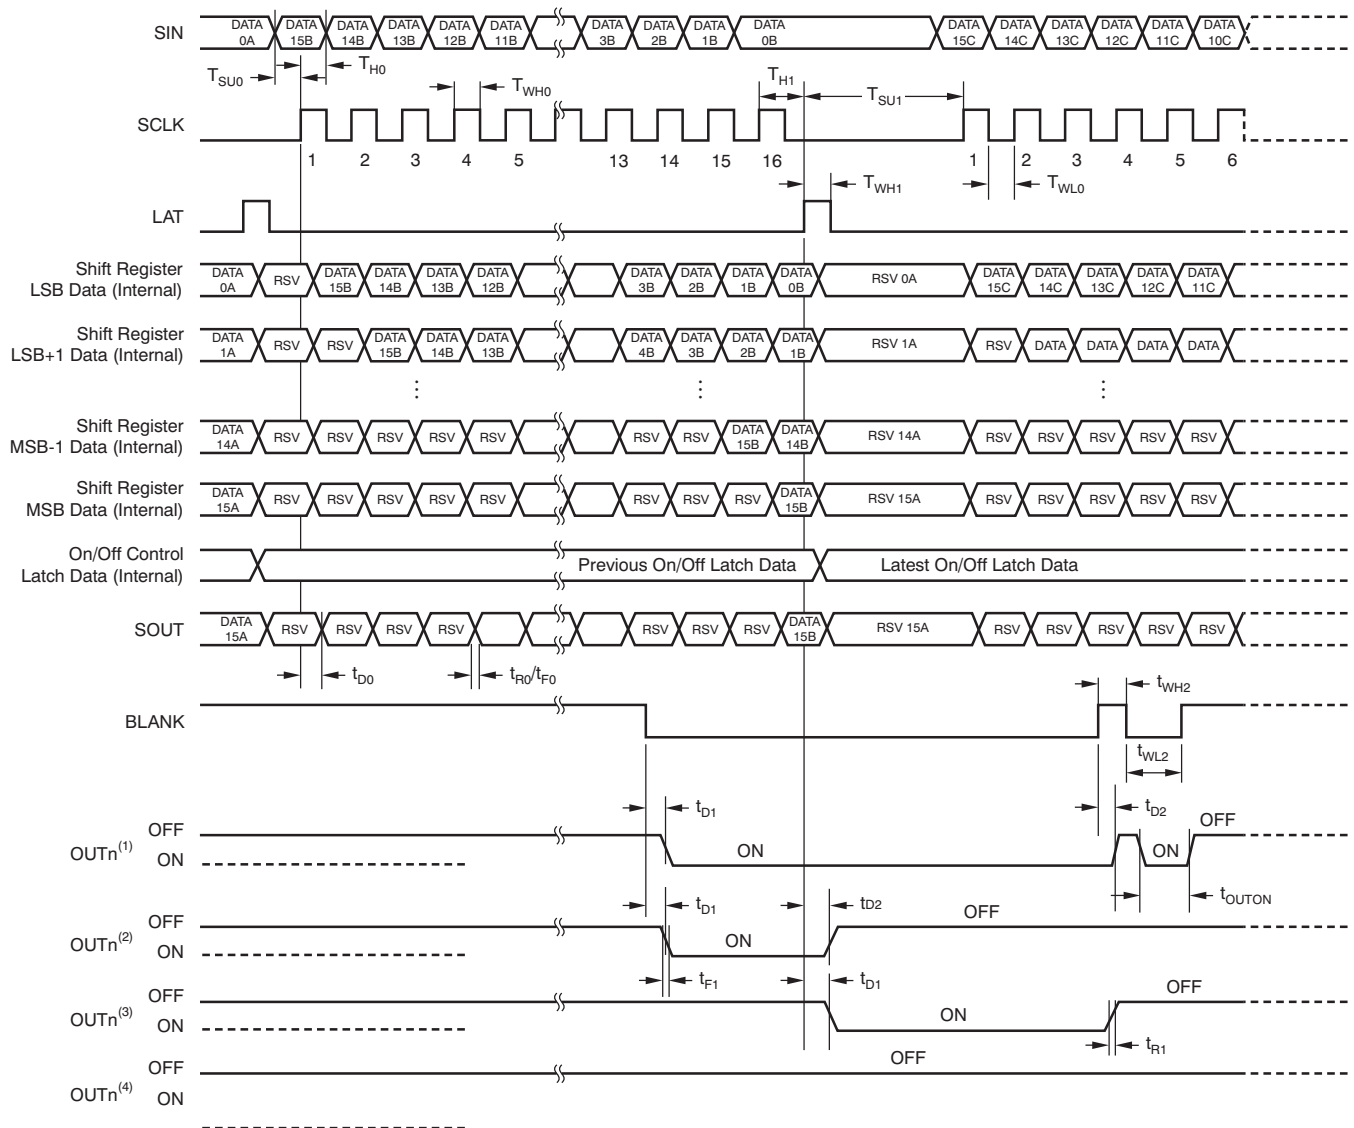 SIN DATA 0A DATA 15B DATA 14B DATA 13B DATA 12B DATA 11B DATA 3B DATA 2B DATA 1B DATA 0B DATA 15C DATA 14C DATA 13C DATA 12C DATA 11C DATA 10C
TSU0 TH0 TWH0 TH1 TSU1
SCLK
1 2 3 4 5 13 14 15 16 1 2 3 4 5 6
TWH1 TWL0
LAT
Shift Register LSB Data (Internal) DATA 0A RSV DATA 15B DATA 14B DATA 13B DATA 12B DATA 3B DATA 2B DATA 1B DATA 0B RSV 0A DATA 15C DATA 14C DATA 13C DATA 12C DATA 11C
Shift Register LSB+1 Data (Internal) DATA 1A RSV RSV DATA 15B DATA 14B DATA 13B DATA 4B DATA 3B DATA 2B DATA 1B RSV 1A RSV DATA DATA DATA DATA
Shift Register MSB-1 Data (Internal) DATA 14A RSV RSV RSV RSV RSV RSV RSV DATA 15B DATA 14B RSV 14A RSV RSV RSV RSV RSV
Shift Register MSB Data (Internal) DATA 15A RSV RSV RSV RSV RSV RSV RSV RSV DATA 15B RSV 15A RSV RSV RSV RSV RSV
On/Off Control Latch Data (Internal) Previous On/Off Latch Data Latest On/Off Latch Data
SOUT DATA 15A RSV RSV RSV RSV RSV RSV RSV DATA 15B RSV 15A RSV RSV RSV RSV RSV
tD0 tR0/tF0
BLANK tWH2
tWL2
tD1 tD2
OUTn(1) OFF ON ON ON OFF
tOUTON
tD1 tD2
OUTn(2) OFF ON ON OFF
tF1 tD1
OUTn(3) OFF ON ON OFF
tR1
OUTn(4) OFF ON OFF